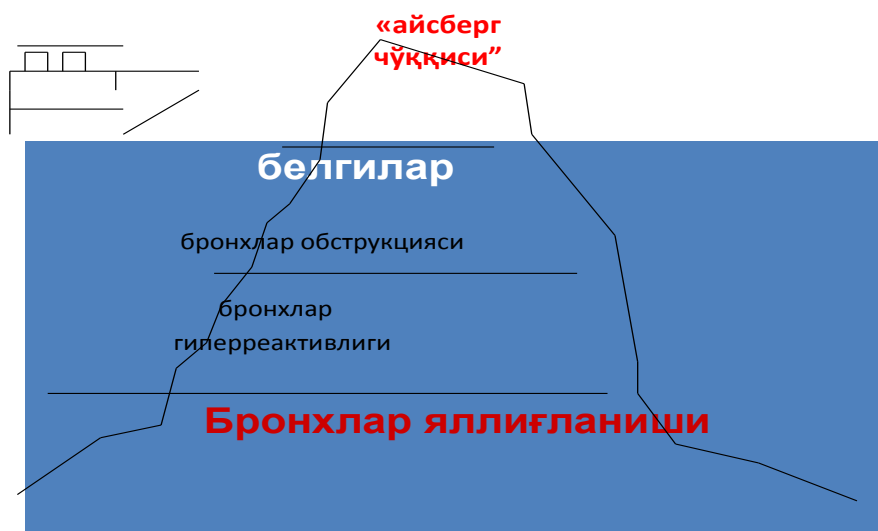 «айсберг
чўққиси”
белгилар
бронхлар обструкцияси
бронхлар
гиперреактивлиги
Бронхлар яллиғланиши